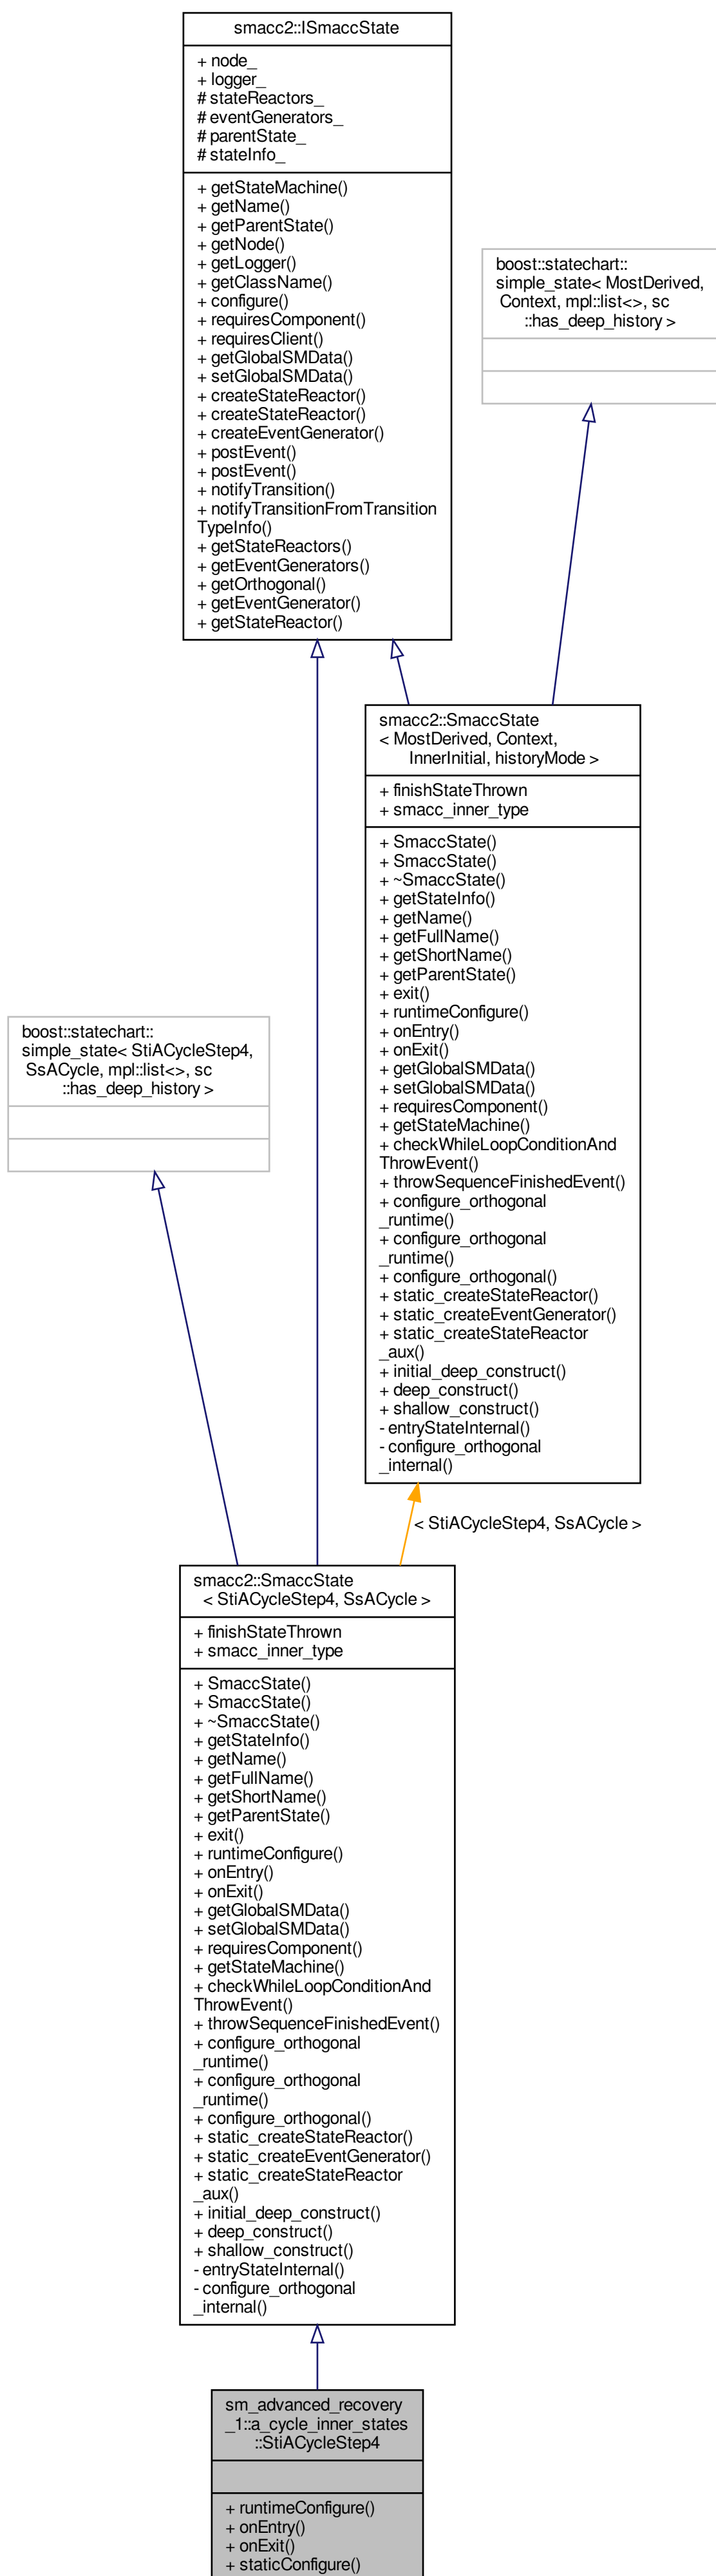 smacc2::ISmaccState
+ node_
+ logger_
# stateReactors_
# eventGenerators_
# parentState_
# stateInfo_
+ getStateMachine()
+ getName()
+ getParentState()
+ getNode()
+ getLogger()
+ getClassName()
+ configure()
+ requiresComponent()
+ requiresClient()
+ getGlobalSMData()
+ setGlobalSMData()
+ createStateReactor()
+ createStateReactor()
+ createEventGenerator()
+ postEvent()
+ postEvent()
+ notifyTransition()
+ notifyTransitionFromTransition
TypeInfo()
+ getStateReactors()
+ getEventGenerators()
+ getOrthogonal()
+ getEventGenerator()
+ getStateReactor()
boost::statechart::
simple_state< MostDerived,
Context, mpl::list<>, sc
::has_deep_history >
smacc2::SmaccState
< MostDerived, Context,
InnerInitial, historyMode >
+ finishStateThrown
+ smacc_inner_type
+ SmaccState()
+ SmaccState()
+ ~SmaccState()
+ getStateInfo()
+ getName()
+ getFullName()
+ getShortName()
+ getParentState()
+ exit()
+ runtimeConfigure()
+ onEntry()
+ onExit()
+ getGlobalSMData()
+ setGlobalSMData()
+ requiresComponent()
+ getStateMachine()
+ checkWhileLoopConditionAnd
ThrowEvent()
+ throwSequenceFinishedEvent()
+ configure_orthogonal
_runtime()
+ configure_orthogonal
_runtime()
+ configure_orthogonal()
+ static_createStateReactor()
+ static_createEventGenerator()
+ static_createStateReactor
_aux()
+ initial_deep_construct()
+ deep_construct()
+ shallow_construct()
- entryStateInternal()
- configure_orthogonal
_internal()
boost::statechart::
simple_state< StiACycleStep4,
SsACycle, mpl::list<>, sc
::has_deep_history >
< StiACycleStep4, SsACycle >
smacc2::SmaccState
< StiACycleStep4, SsACycle >
+ finishStateThrown
+ smacc_inner_type
+ SmaccState()
+ SmaccState()
+ ~SmaccState()
+ getStateInfo()
+ getName()
+ getFullName()
+ getShortName()
+ getParentState()
+ exit()
+ runtimeConfigure()
+ onEntry()
+ onExit()
+ getGlobalSMData()
+ setGlobalSMData()
+ requiresComponent()
+ getStateMachine()
+ checkWhileLoopConditionAnd
ThrowEvent()
+ throwSequenceFinishedEvent()
+ configure_orthogonal
_runtime()
+ configure_orthogonal
_runtime()
+ configure_orthogonal()
+ static_createStateReactor()
+ static_createEventGenerator()
+ static_createStateReactor
_aux()
+ initial_deep_construct()
+ deep_construct()
+ shallow_construct()
- entryStateInternal()
- configure_orthogonal
_internal()
sm_advanced_recovery
_1::a_cycle_inner_states
::StiACycleStep4
+ runtimeConfigure()
+ onEntry()
+ onExit()
+ staticConfigure()